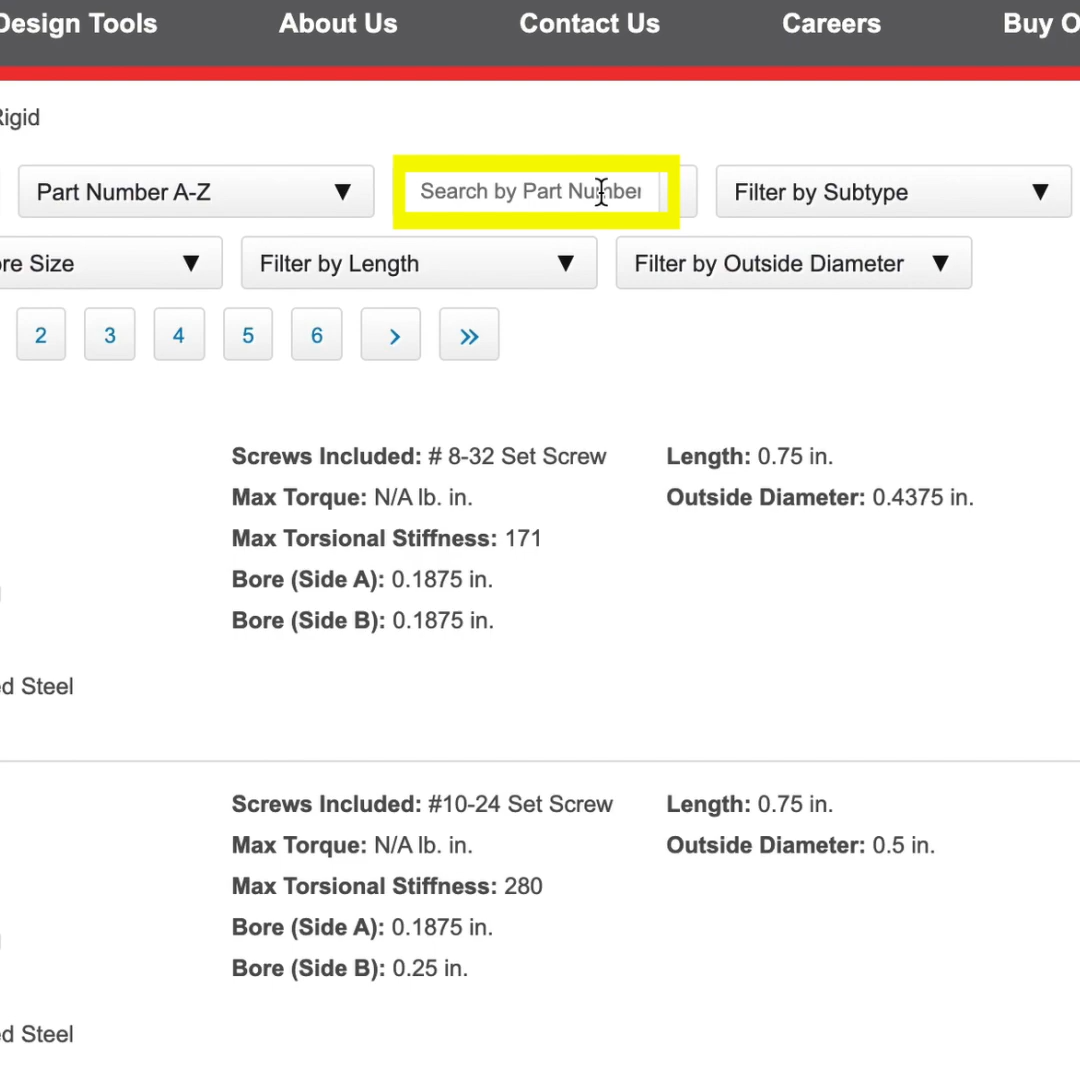 Design Tools About Us Contact Us Careers Buy O
Rigid
Part Number A-Z ▼ Search by Part Number Filter by Subtype ▼
ore Size ▼ Filter by Length ▼ Filter by Outside Diameter ▼
2 3 4 5 6 › »
Screws Included: # 8-32 Set Screw Length: 0.75 in.
Max Torque: N/A lb. in. Outside Diameter: 0.4375 in.
Max Torsional Stiffness: 171
Bore (Side A): 0.1875 in.
Bore (Side B): 0.1875 in.
ed Steel
Screws Included: #10-24 Set Screw Length: 0.75 in.
Max Torque: N/A lb. in. Outside Diameter: 0.5 in.
Max Torsional Stiffness: 280
Bore (Side A): 0.1875 in.
Bore (Side B): 0.25 in.
ed Steel